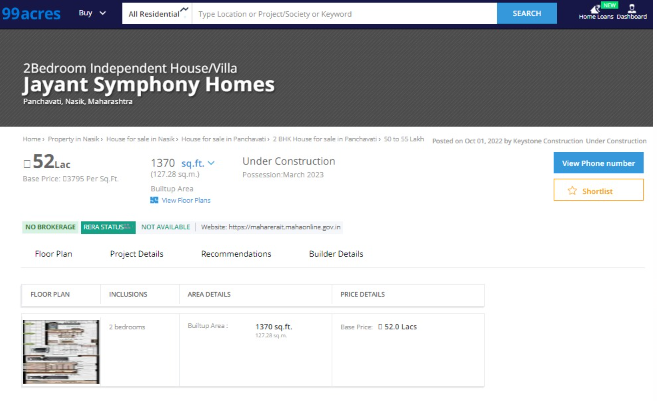 99acres
Buy
All Residential
Type Location or Project/Society or Keyword
SEARCH
NEW
Home Loans
Dashboard
2Bedroom Independent House/Villa
Jayant Symphony Homes
Panchavati, Nasik, Maharashtra
Home › Property in Nasik › House for sale in Nasik › House for sale in Panchavati › 2 BHK House for sale in Panchavati › 50 to 55 Lakh
Posted on Oct 01, 2022 by Keystone Construction Under Construction
▯ 52 Lac
Base Price: ▯3795 Per Sq.Ft.
1370 sq.ft.
(127.28 sq.m.)
Builtup Area
View Floor Plans
Under Construction
Possession:March 2023
View Phone number
Shortlist
NO BROKERAGE
RERA STATUS
NOT AVAILABLE
Website: https://maharerait.mahaonline.gov.in
Floor Plan
Project Details
Recommendations
Builder Details
FLOOR PLAN
INCLUSIONS
AREA DETAILS
PRICE DETAILS
2 bedrooms
Builtup Area :
1370 sq.ft.
127.28 sq.m.
Base Price: ▯ 52.0 Lacs